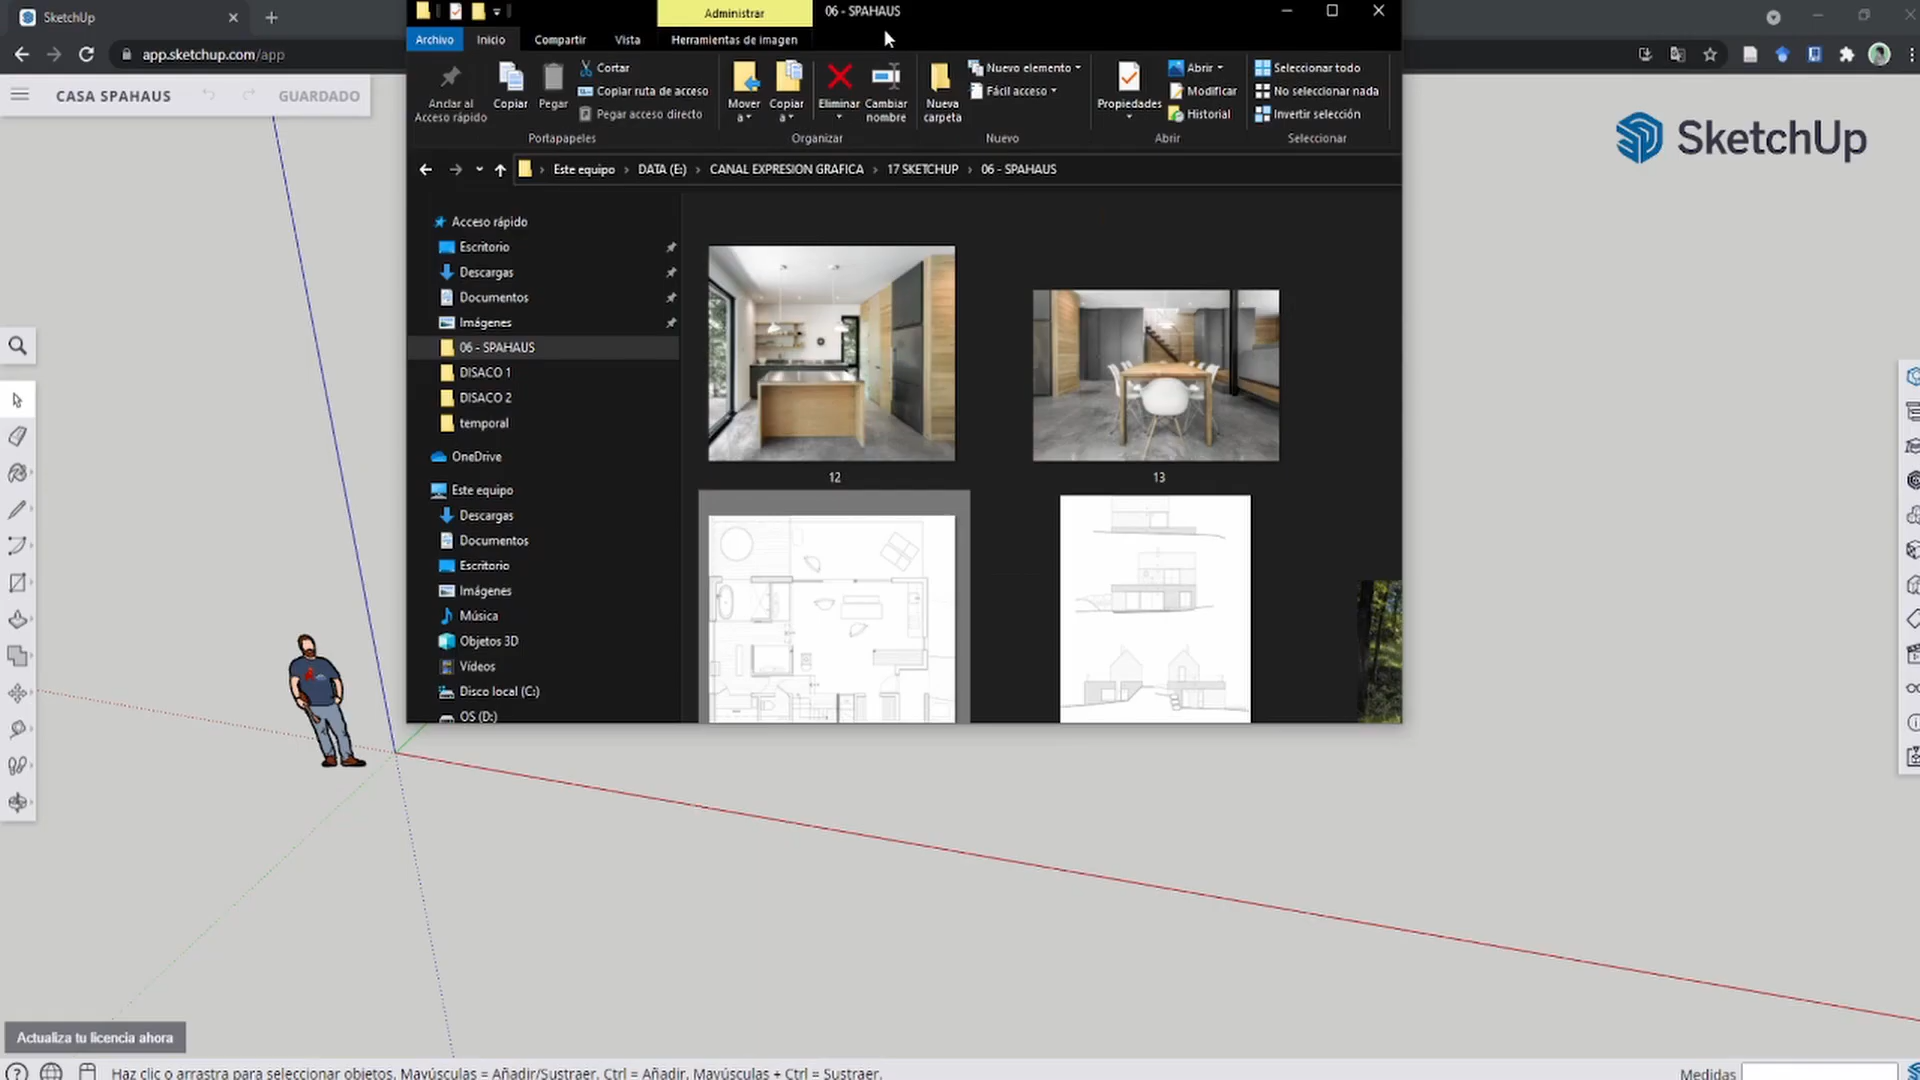 SketchUp
Administrar
06 - SPAHAUS
Archivo
Inicio
Compartir
Vista
Herramientas de imagen
app.sketchup.com/app
CASA SPAHAUS
GUARDADO
Andar al
Acceso rápido
Copiar
Pegar
Cortar
Copiar ruta de acceso
Pegar acceso directo
Portapapeles
Mover
a
Copiar
a
Eliminar
Cambiar
nombre
Organizar
Nueva
carpeta
Nuevo elemento
Fácil acceso
Nuevo
Propiedades
Abrir
Modificar
Historial
Abrir
Seleccionar todo
No seleccionar nada
Invertir selección
Seleccionar
SketchUp
Este equipo
DATA (E:)
CANAL EXPRESION GRAFICA
17 SKETCHUP
06 - SPAHAUS
Acceso rápido
Escritorio
Descargas
Documentos
Imágenes
06 - SPAHAUS
DISACO 1
DISACO 2
temporal
OneDrive
Este equipo
Descargas
Documentos
Escritorio
Imágenes
Música
Objetos 3D
Vídeos
Disco local (C:)
OS (D:)
12
13
Actualiza tu licencia ahora
Haz clic o arrastra para seleccionar objetos. Mayúsculas = Añadir/Sustraer. Ctrl = Añadir. Mayúsculas + Ctrl = Sustraer.
Medidas